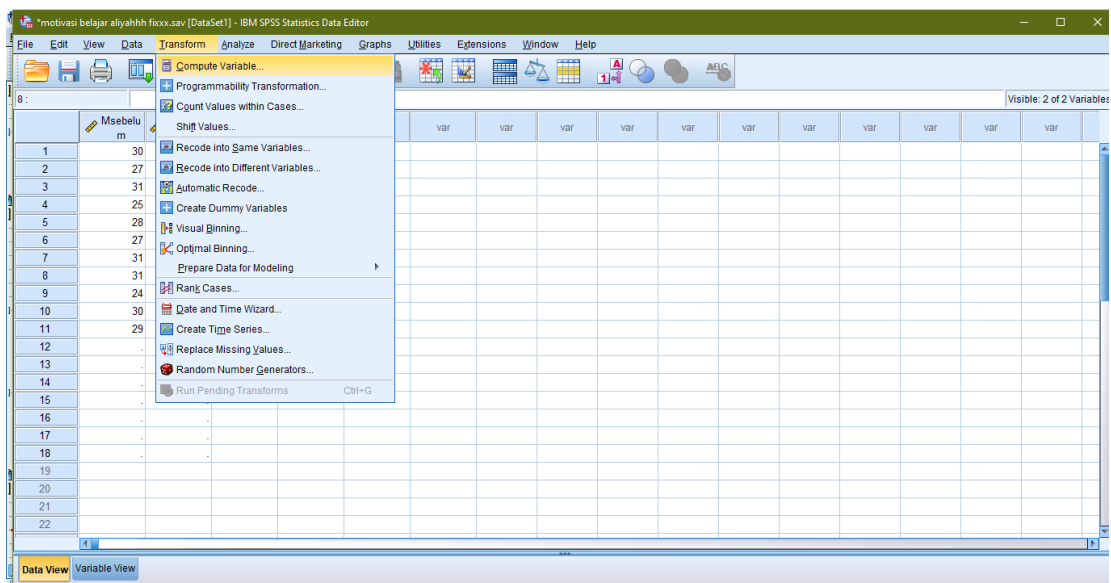 *motivasi belajar aliyahhh fixxx.sav [DataSet1] - IBM SPSS Statistics Data Editor
File Edit View Data Transform Analyze Direct Marketing Graphs Utilities Extensions Window Help
8 :
Visible: 2 of 2 Variables
Msebelu
m
var var var var var var var var var var var
1 30
2 27
3 31
4 25
5 28
6 27
7 31
8 31
9 24
10 30
11 29
12 .
13 .
14 .
15 . .
16 . .
17 . .
18 . .
19
20
21
22
Compute Variable...
Programmability Transformation...
Count Values within Cases...
Shift Values...
Recode into Same Variables...
Recode into Different Variables...
Automatic Recode...
Create Dummy Variables
Visual Binning...
Optimal Binning...
Prepare Data for Modeling
Rank Cases...
Date and Time Wizard...
Create Time Series...
Replace Missing Values...
Random Number Generators...
Run Pending Transforms Ctrl+G
Data View Variable View